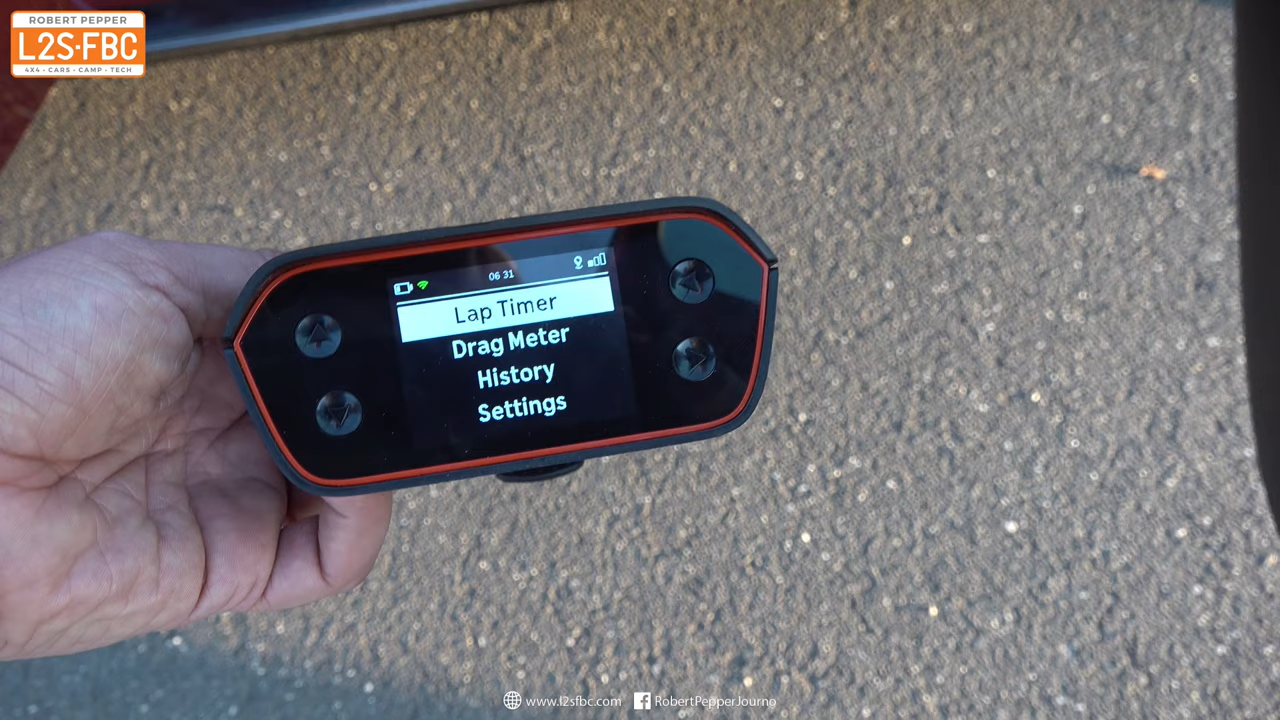 ROBERT PEPPER
L2S·FBC
4X4 · CARS · CAMP · TECH
06 31
Lap Timer
Drag Meter
History
Settings
www.l2sfbc.com RobertPepperJourno